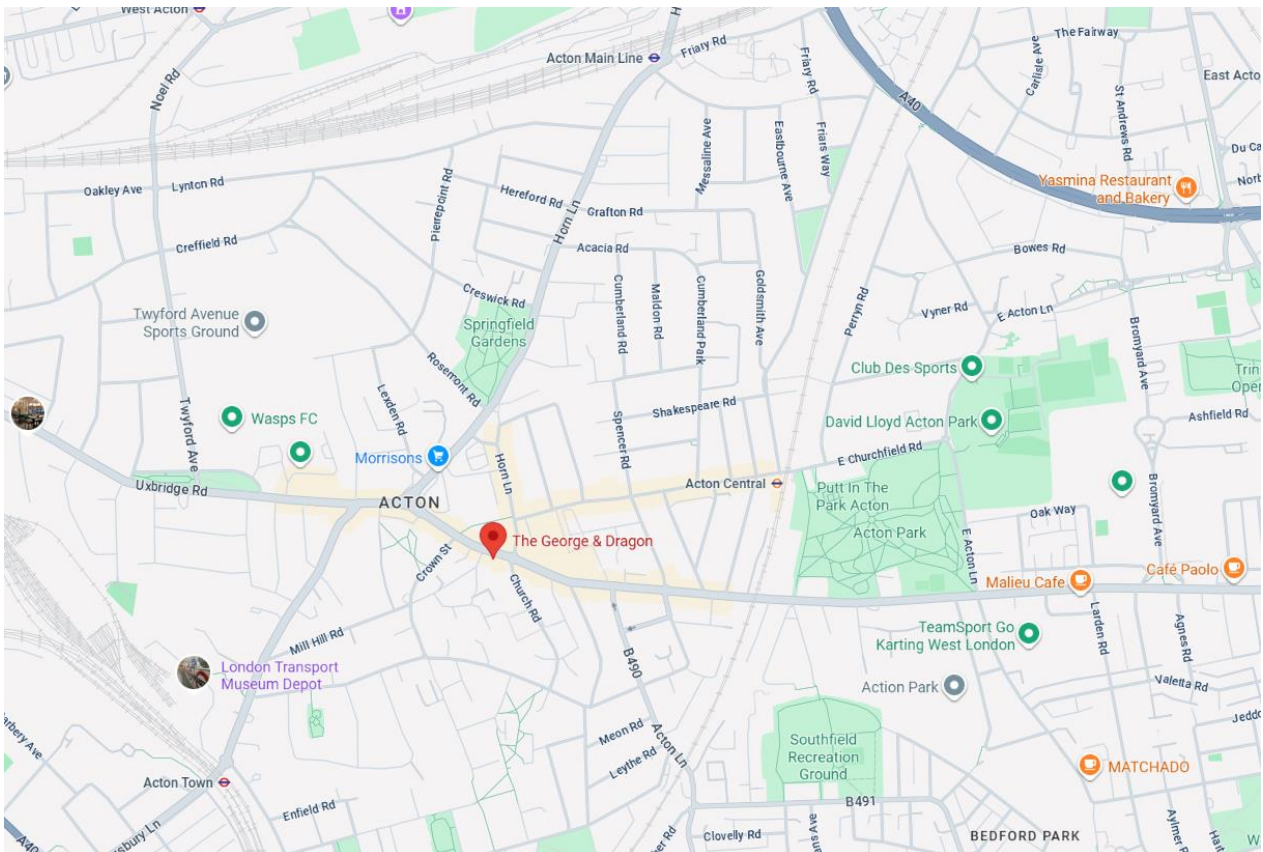 West Acton
Acton Main Line
Friary Rd
The Fairway
Carlisle Ave
Noel Rd
Friary Rd
A40
St Andrews Rd
East Acto
Messaline Ave
Eastbourne Ave
Friars Way
Du Ca
Oakley Ave
Lynton Rd
Pierrepoint Rd
Hereford Rd
Grafton Rd
Horn Ln
Yasmina Restaurant
and Bakery
Norb
Creffield Rd
Acacia Rd
Bowes Rd
Creswick Rd
Cumberland Rd
Maldon Rd
Cumberland Park
Goldsmith Ave
Perryn Rd
Vyner Rd
E Acton Ln
Bromyard Ave
Twyford Avenue
Sports Ground
Springfield
Gardens
Rosemont Rd
Club Des Sports
Trin
Oper
Lexden Rd
Twyford Ave
Wasps FC
Shakespeare Rd
David Lloyd Acton Park
Ashfield Rd
Spencer Rd
Morrisons
Horn Ln
E Churchfield Rd
Uxbridge Rd
ACTON
Acton Central
Putt In The
Park Acton
Bromyard Ave
Oak Way
Acton Park
The George & Dragon
Crown St
E Acton Ln
Church Rd
Malieu Cafe
Café Paolo
Mill Hill Rd
TeamSport Go
Karting West London
Larden Rd
Agnes Rd
London Transport
Museum Depot
B490
Action Park
Valetta Rd
Meon Rd
Acton Ln
Jeddo
Leythe Rd
Southfield
Recreation
Ground
MATCHADO
Acton Town
Enfield Rd
B491
Clovelly Rd
BEDFORD PARK
Aylmer Rd
A40